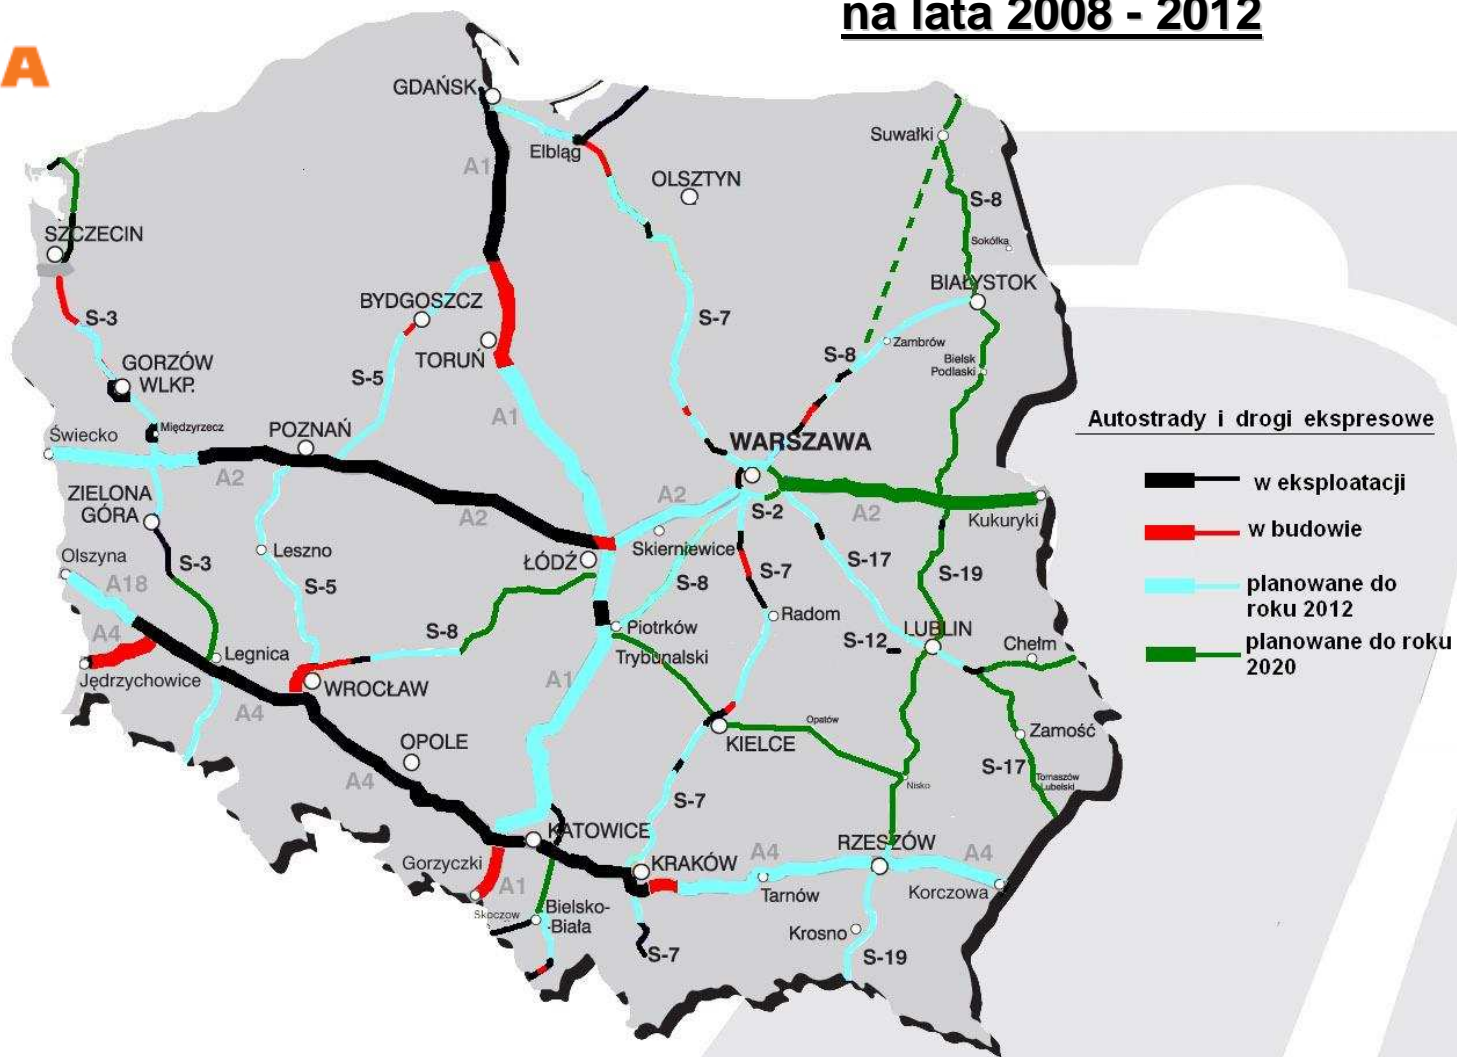 na lata 2008 - 2012
A
GDAŃSK
Elbląg
A1
OLSZTYN
Suwałki
S-8
Sokółka
SZCZECIN
BIAŁYSTOK
BYDGOSZCZ
S-3
S-7
TORUŃ
Zambrów
S-8
Bielsk
Podlaski
GORZÓW
WLKP.
S-5
A1
Międzyrzecz
POZNAŃ
Świecko
WARSZAWA
Autostrady i drogi ekspresowe
w eksploatacji
w budowie
planowane do
roku 2012
planowane do roku
2020
A2
A2
A2
S-2
A2
Kukuryki
ZIELONA
GÓRA
Leszno
ŁÓDŹ
Skierniewice
Olszyna
A18
S-3
S-5
S-8
S-7
S-17
S-19
A4
Legnica
S-8
Piotrków
Trybunalski
Radom
S-12
LUBLIN
Chełm
Jędrzychowice
WROCŁAW
A1
A4
Opatów
KIELCE
Zamość
OPOLE
S-17
Tomaszów
Lubelski
Nisko
A4
S-7
KATOWICE
RZESZÓW
Gorzyczki
KRAKÓW
A4
A4
A1
Tarnów
Korczowa
Skoczow
Bielsko-
-Biała
Krosno
S-7
S-19